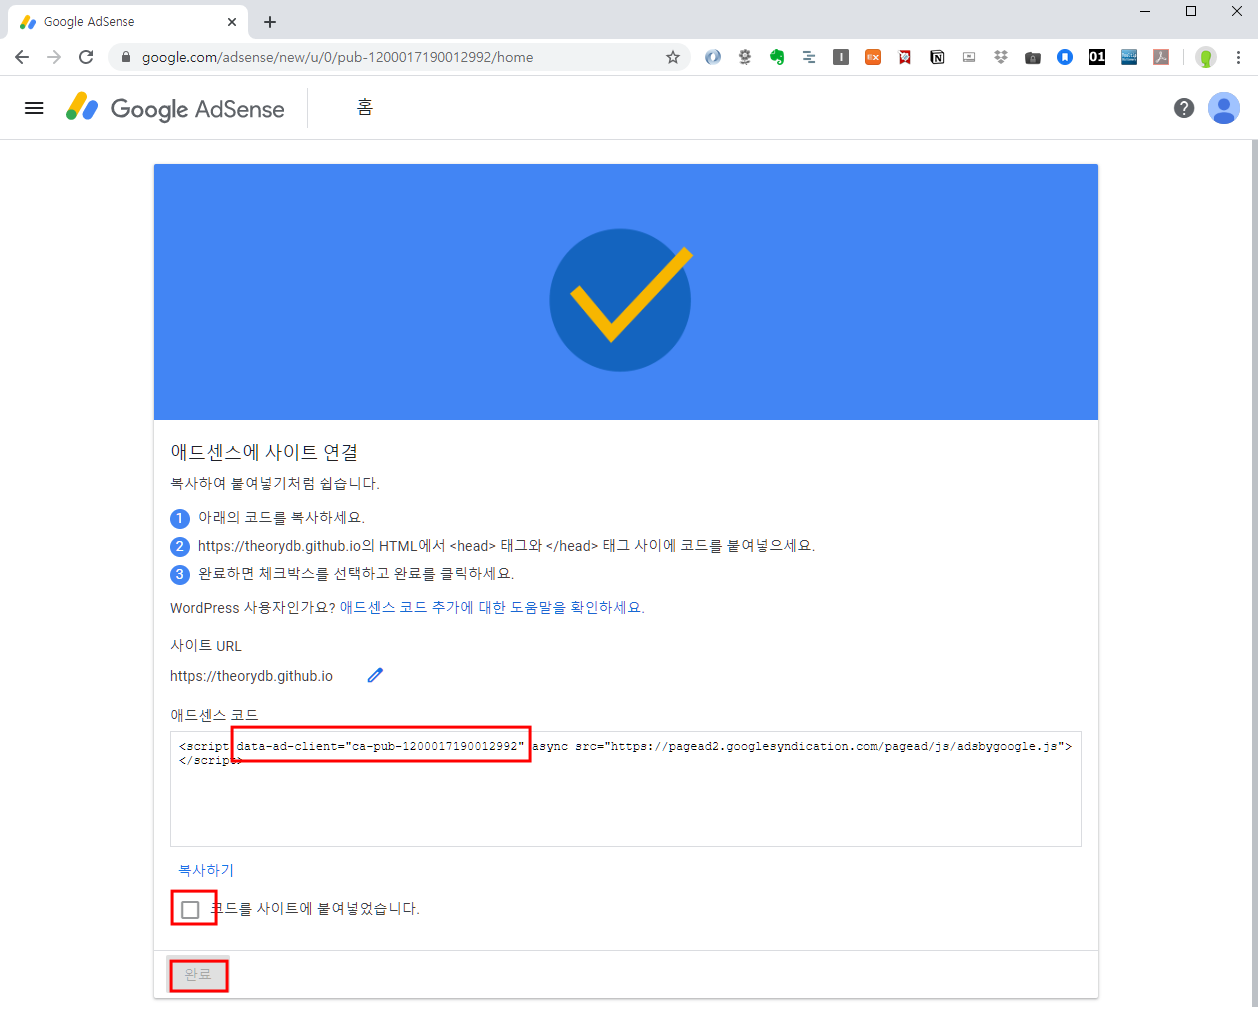 Google AdSense
google.com/adsense/new/u/0/pub-1200017190012992/home
Google AdSense
홈
애드센스에 사이트 연결
복사하여 붙여넣기처럼 쉽습니다.
1 아래의 코드를 복사하세요.
2 https://theorydb.github.io의 HTML에서 <head> 태그와 </head> 태그 사이에 코드를 붙여넣으세요.
3 완료하면 체크박스를 선택하고 완료를 클릭하세요.
WordPress 사용자인가요? 애드센스 코드 추가에 대한 도움말을 확인하세요.
사이트 URL
https://theorydb.github.io
애드센스 코드
<script data-ad-client="ca-pub-1200017190012992" async src="https://pagead2.googlesyndication.com/pagead/js/adsbygoogle.js">
</script>
복사하기
코드를 사이트에 붙여넣었습니다.
완료